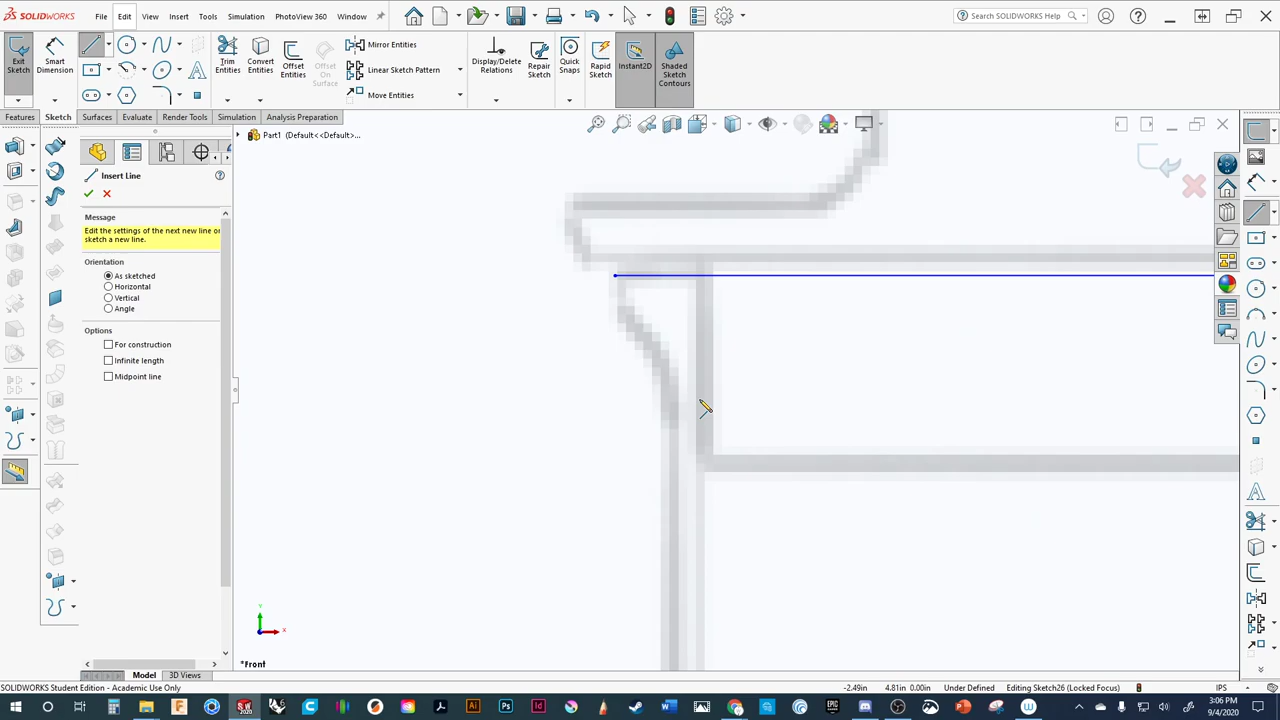 SOLIDWORKS
File Edit View Insert Tools Simulation PhotoView 360 Window
Search SOLIDWORKS Help
Exit Sketch
Smart Dimension
Trim Entities
Convert Entities
Offset Entities
Offset On Surface
Mirror Entities
Linear Sketch Pattern
Move Entities
Display/Delete Relations
Repair Sketch
Quick Snaps
Rapid Sketch
Instant2D
Shaded Sketch Contours
Features Sketch Surfaces Evaluate Render Tools Simulation Analysis Preparation
Part1 (Default<<Default>...
Insert Line
Message
Edit the settings of the next new line or
sketch a new line.
Orientation
As sketched
Horizontal
Vertical
Angle
Options
For construction
Infinite length
Midpoint line
Y
X
*Front
Model 3D Views
SOLIDWORKS Student Edition - Academic Use Only
-2.49in 4.81in 0.00in Under Defined Editing Sketch26 (Locked Focus) IPS
3:06 PM
9/4/2020